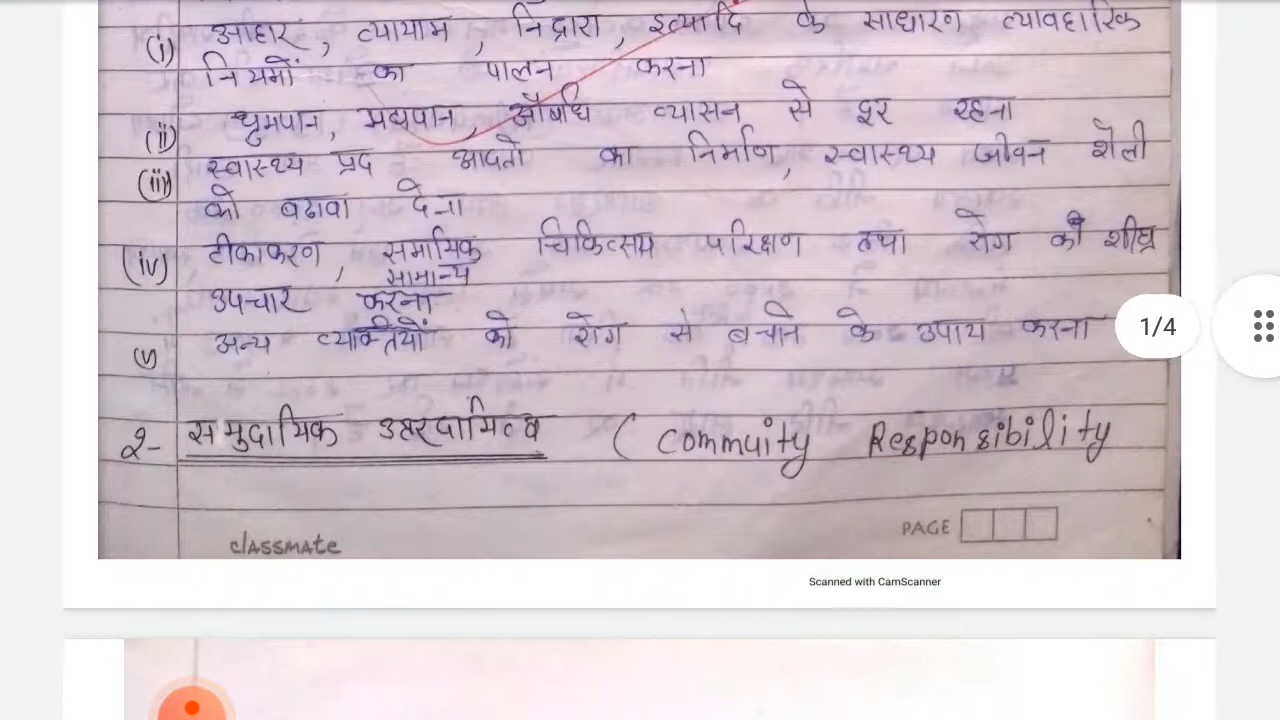 (i) आहार, व्यायाम, निद्रारा, इत्यादि के साधारण व्यावहारिक
नियमों का पालन करना
(ii) धुम्रपान, मद्यपान, औषधि व्यासन से दूर रहना
(iii) स्वास्थ्य प्रद आदतो का निर्माण, स्वास्थ्य जीवन शैली
को बढावा देना
(iv) टीकाकरण, समायिक चिकित्सम परिक्षण तथा रोग की शीघ्र
सामान्य
उपचार करना
(v) अन्य व्यक्तियों को रोग से बचाने के उपाय करना
1/4
2- समुदायिक उत्तरदायित्व (Commuity Responsibility
PAGE
classmate
Scanned with CamScanner